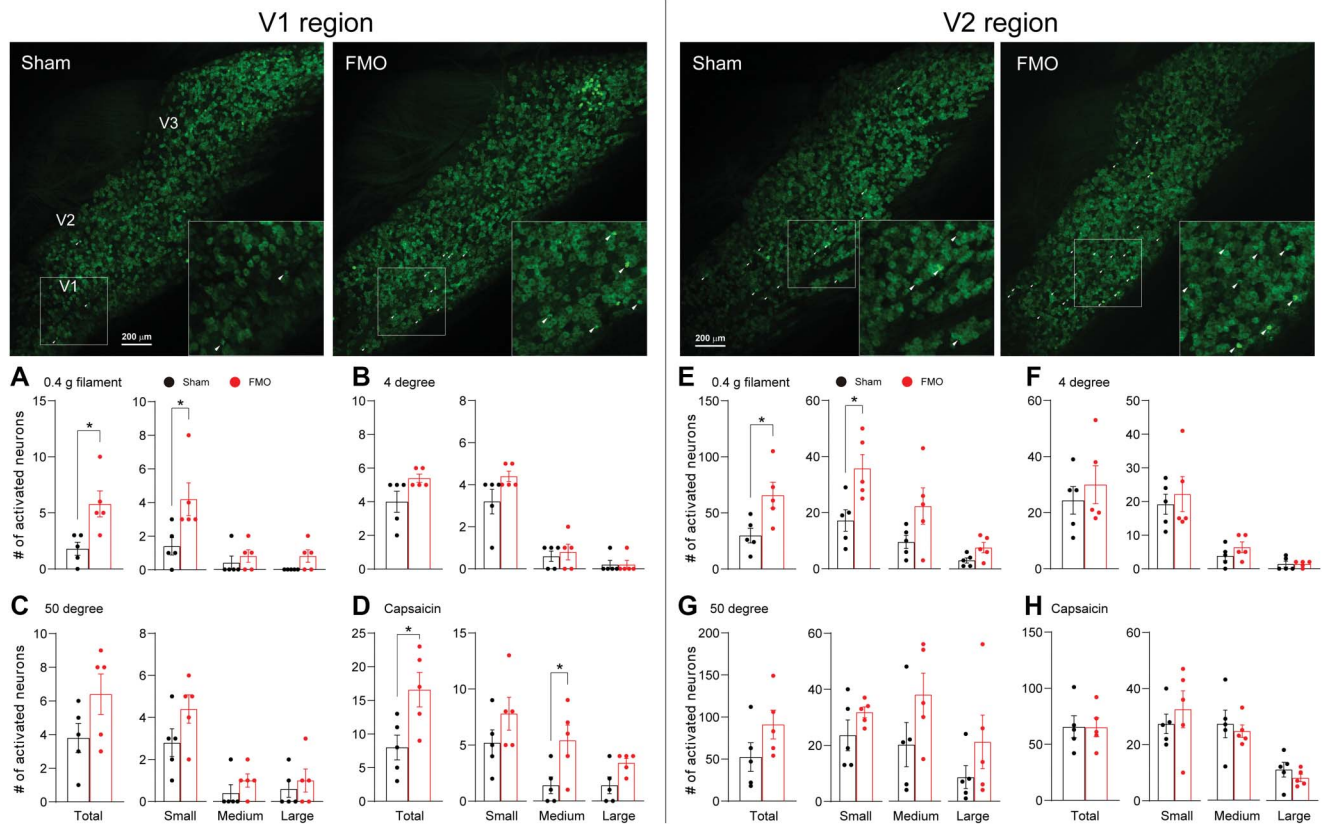 V1 region
V2 region
Sham
FMO
Sham
FMO
V3
V2
V1
200 μm
200 μm
A 0.4 g filament
Sham
FMO
B 4 degree
E 0.4 g filament
Sham
FMO
F 4 degree
# of activated neurons
15
10
5
0
*
10
8
6
4
2
0
*
10
8
6
4
2
0
8
6
4
2
0
# of activated neurons
150
100
50
0
*
60
40
20
0
*
60
40
20
0
50
40
30
20
10
0
C 50 degree
D Capsaicin
G 50 degree
H Capsaicin
# of activated neurons
10
8
6
4
2
0
8
6
4
2
0
25
20
15
10
5
0
*
15
10
5
0
*
# of activated neurons
200
150
100
50
0
60
40
20
0
150
100
50
0
60
40
20
0
Total
Small
Medium
Large
Total
Small
Medium
Large
Total
Small
Medium
Large
Total
Small
Medium
Large